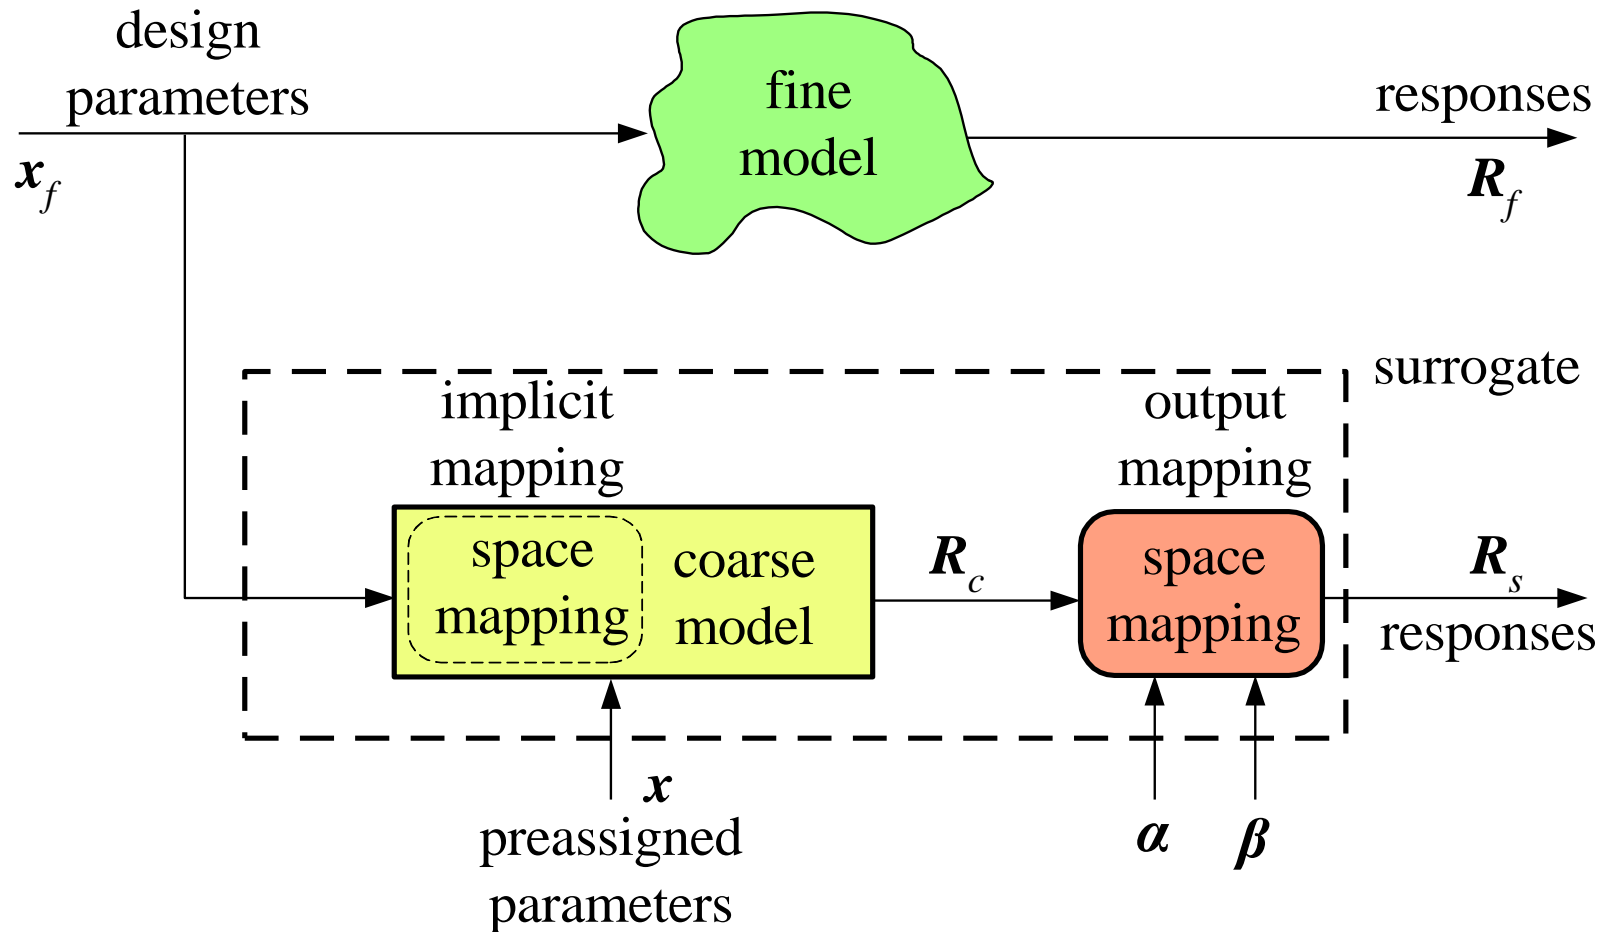 design
parameters
x_f
fine
model
responses
R_f
surrogate
implicit
mapping
output
mapping
space
mapping
coarse
model
R_c
space
mapping
R_s
responses
x
preassigned
parameters
α
β